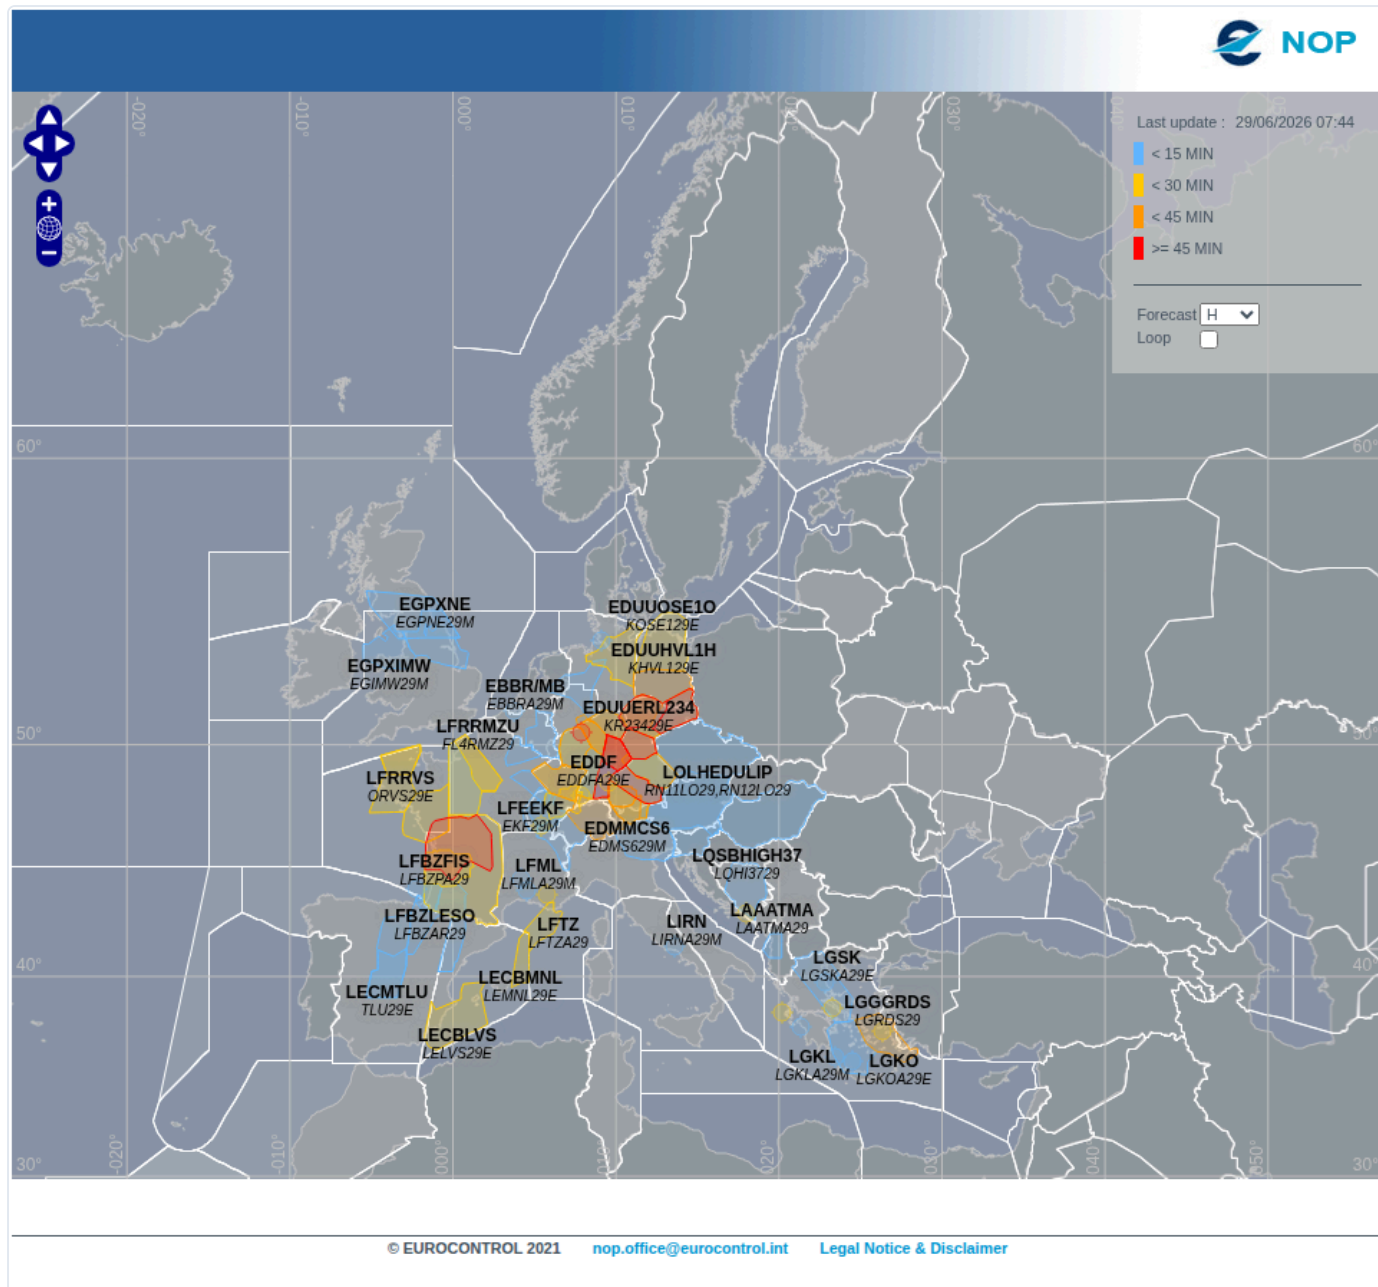 NOP
-020°
-010°
000°
010°
030°
040°
Last update : 29/06/2026 07:44
< 15 MIN
< 30 MIN
< 45 MIN
>= 45 MIN
Forecast H
Loop
60°
60°
EGPXNE
EGPNE29M
EDUUOSE1O
KOSE129E
EGPXIMW
EGIMW29M
EDUUHVL1H
KHVL129E
EBBR/MB
EBBRA29M
EDUUERL234
KR23429E
LFRRMZU
FL4RMZ29
50°
50°
EDDF
EDDFA29E
LOLHEDULIP
RN11LO29,RN12LO29
LFRRVS
ORVS29E
LFEEKF
EKF29M
EDMMCS6
EDMS629M
LFBZFIS
LFBZPA29
LFML
LFMLA29M
LQSBHIGH37
LQHI3729
LFBZLESO
LFBZAR29
LFTZ
LFTZA29
LIRN
LIRNA29M
LAAATMA
LAATMA29
LGSK
LGSKA29E
40°
40
LECMTLU
TLU29E
LECBMNL
LEMNL29E
LGGGRDS
LGRDS29
LECBLVS
LELVS29E
LGKL
LGKLA29M
LGKO
LGKOA29E
30°
-020°
-010°
000°
020°
030°
040°
050°
30°
© EUROCONTROL 2021 nop.office@eurocontrol.int Legal Notice & Disclaimer